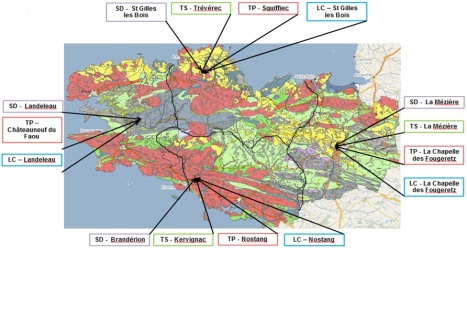 SD - St Gilles
les Bois
TS - Trévérec
TP - Squiffiec
LC – St Gilles
les Bois
SD - Landeleau
TP –
Châteauneuf du
Faou
LC – Landeleau
SD - La Mézière
TS - La Mézière
TP - La Chapelle
des Fougeretz
LC - La Chapelle
des Fougeretz
SD - Brandérion
TS - Kervignac
TP - Nostang
LC – Nostang